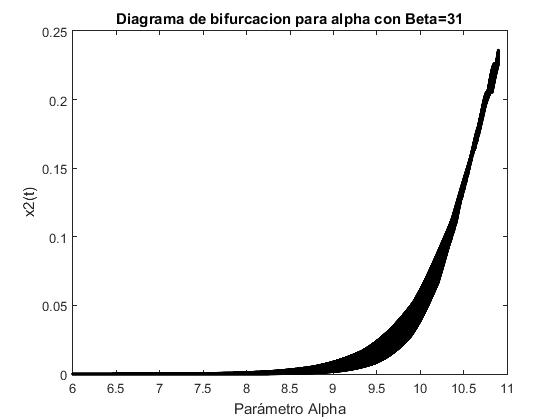 Diagrama de bifurcacion para alpha con Beta=31
0.25
0.2
0.15
0.1
0.05
0
x2(t)
6 6.5 7 7.5 8 8.5 9 9.5 10 10.5 11
Parámetro Alpha